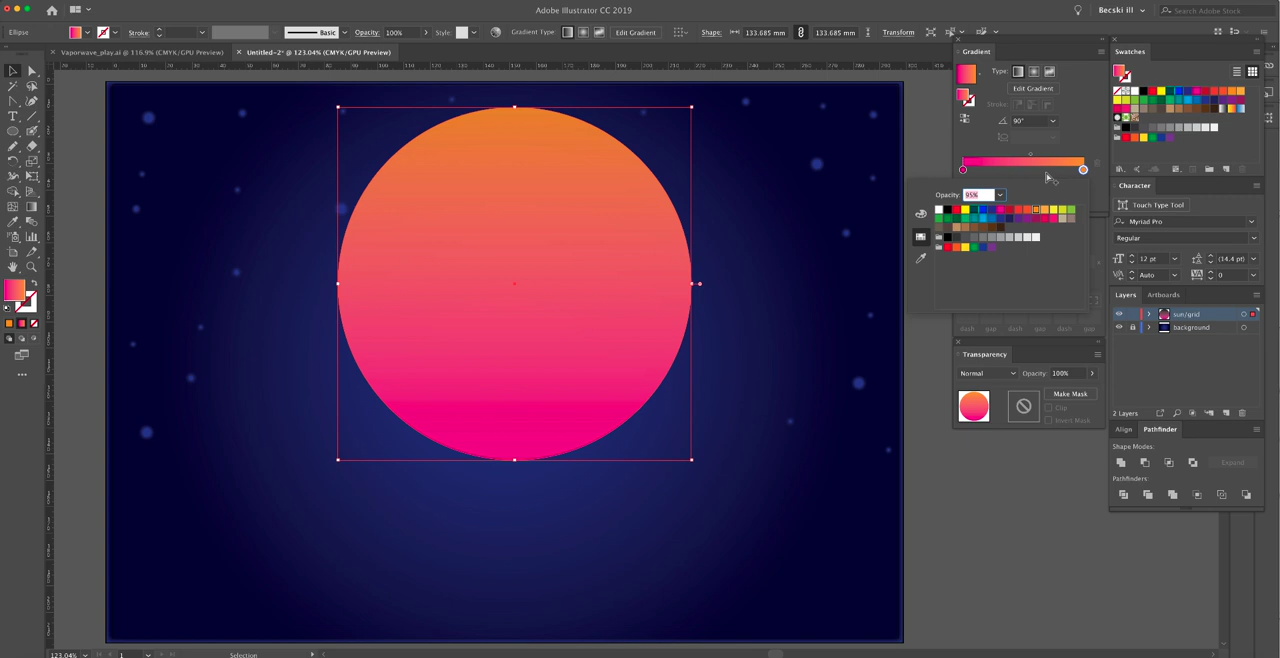 Adobe Illustrator CC 2019
Becski ill
Search Adobe Stock
Ellipse
Stroke:
Basic
Opacity: 100%
Style:
Gradient Type:
Edit Gradient
Shape:
133.685 mm
133.685 mm
Transform
× Vaporwave_play.ai @ 116.9% (CMYK/GPU Preview)
× Untitled-2* @ 123.04% (CMYK/GPU Preview)
Gradient
Type:
Edit Gradient
Stroke:
90°
Opacity: 95%
dash gap dash gap dash gap
Transparency
Normal
Opacity: 100%
Make Mask
Clip
Invert Mask
Swatches
Character
Touch Type Tool
Myriad Pro
Regular
12 pt
(14.4 pt)
Auto
0
Layers Artboards
sun/grid
background
2 Layers
Align Pathfinder
Shape Modes:
Expand
Pathfinders:
123.04%
1
Selection